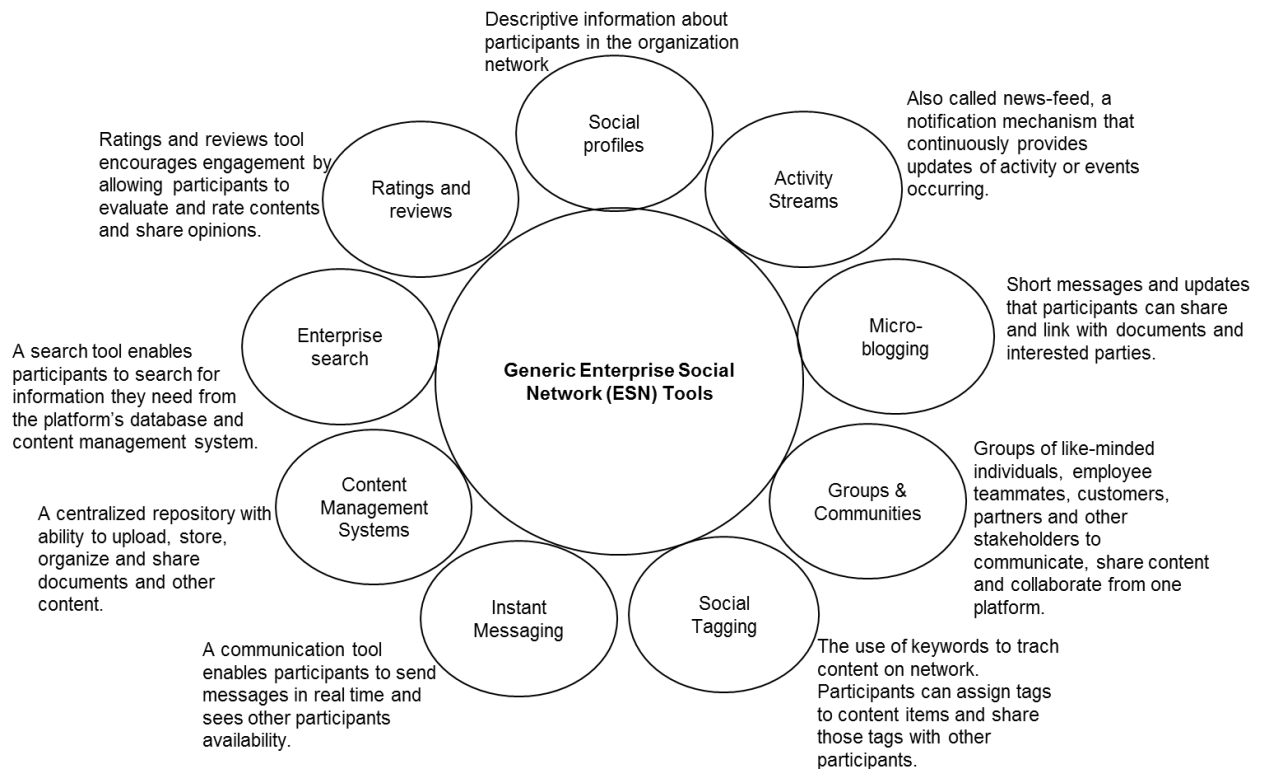 Descriptive information about
participants in the organization
network
Social
profiles
Also called news-feed, a
notification mechanism that
continuously provides
updates of activity or events
occurring.
Activity
Streams
Short messages and updates
that participants can share
and link with documents and
interested parties.
Micro-
blogging
Groups of like-minded
individuals, employee
teammates, customers,
partners and other
stakeholders to
communicate, share content
and collaborate from one
platform.
Groups &
Communities
The use of keywords to trach
content on network.
Participants can assign tags
to content items and share
those tags with other
participants.
Social
Tagging
A communication tool
enables participants to send
messages in real time and
sees other participants
availability.
Instant
Messaging
A centralized repository with
ability to upload, store,
organize and share
documents and other
content.
Content
Management
Systems
A search tool enables
participants to search for
information they need from
the platform’s database and
content management system.
Enterprise
search
Ratings and reviews tool
encourages engagement by
allowing participants to
evaluate and rate contents
and share opinions.
Ratings and
reviews
Generic Enterprise Social
Network (ESN) Tools